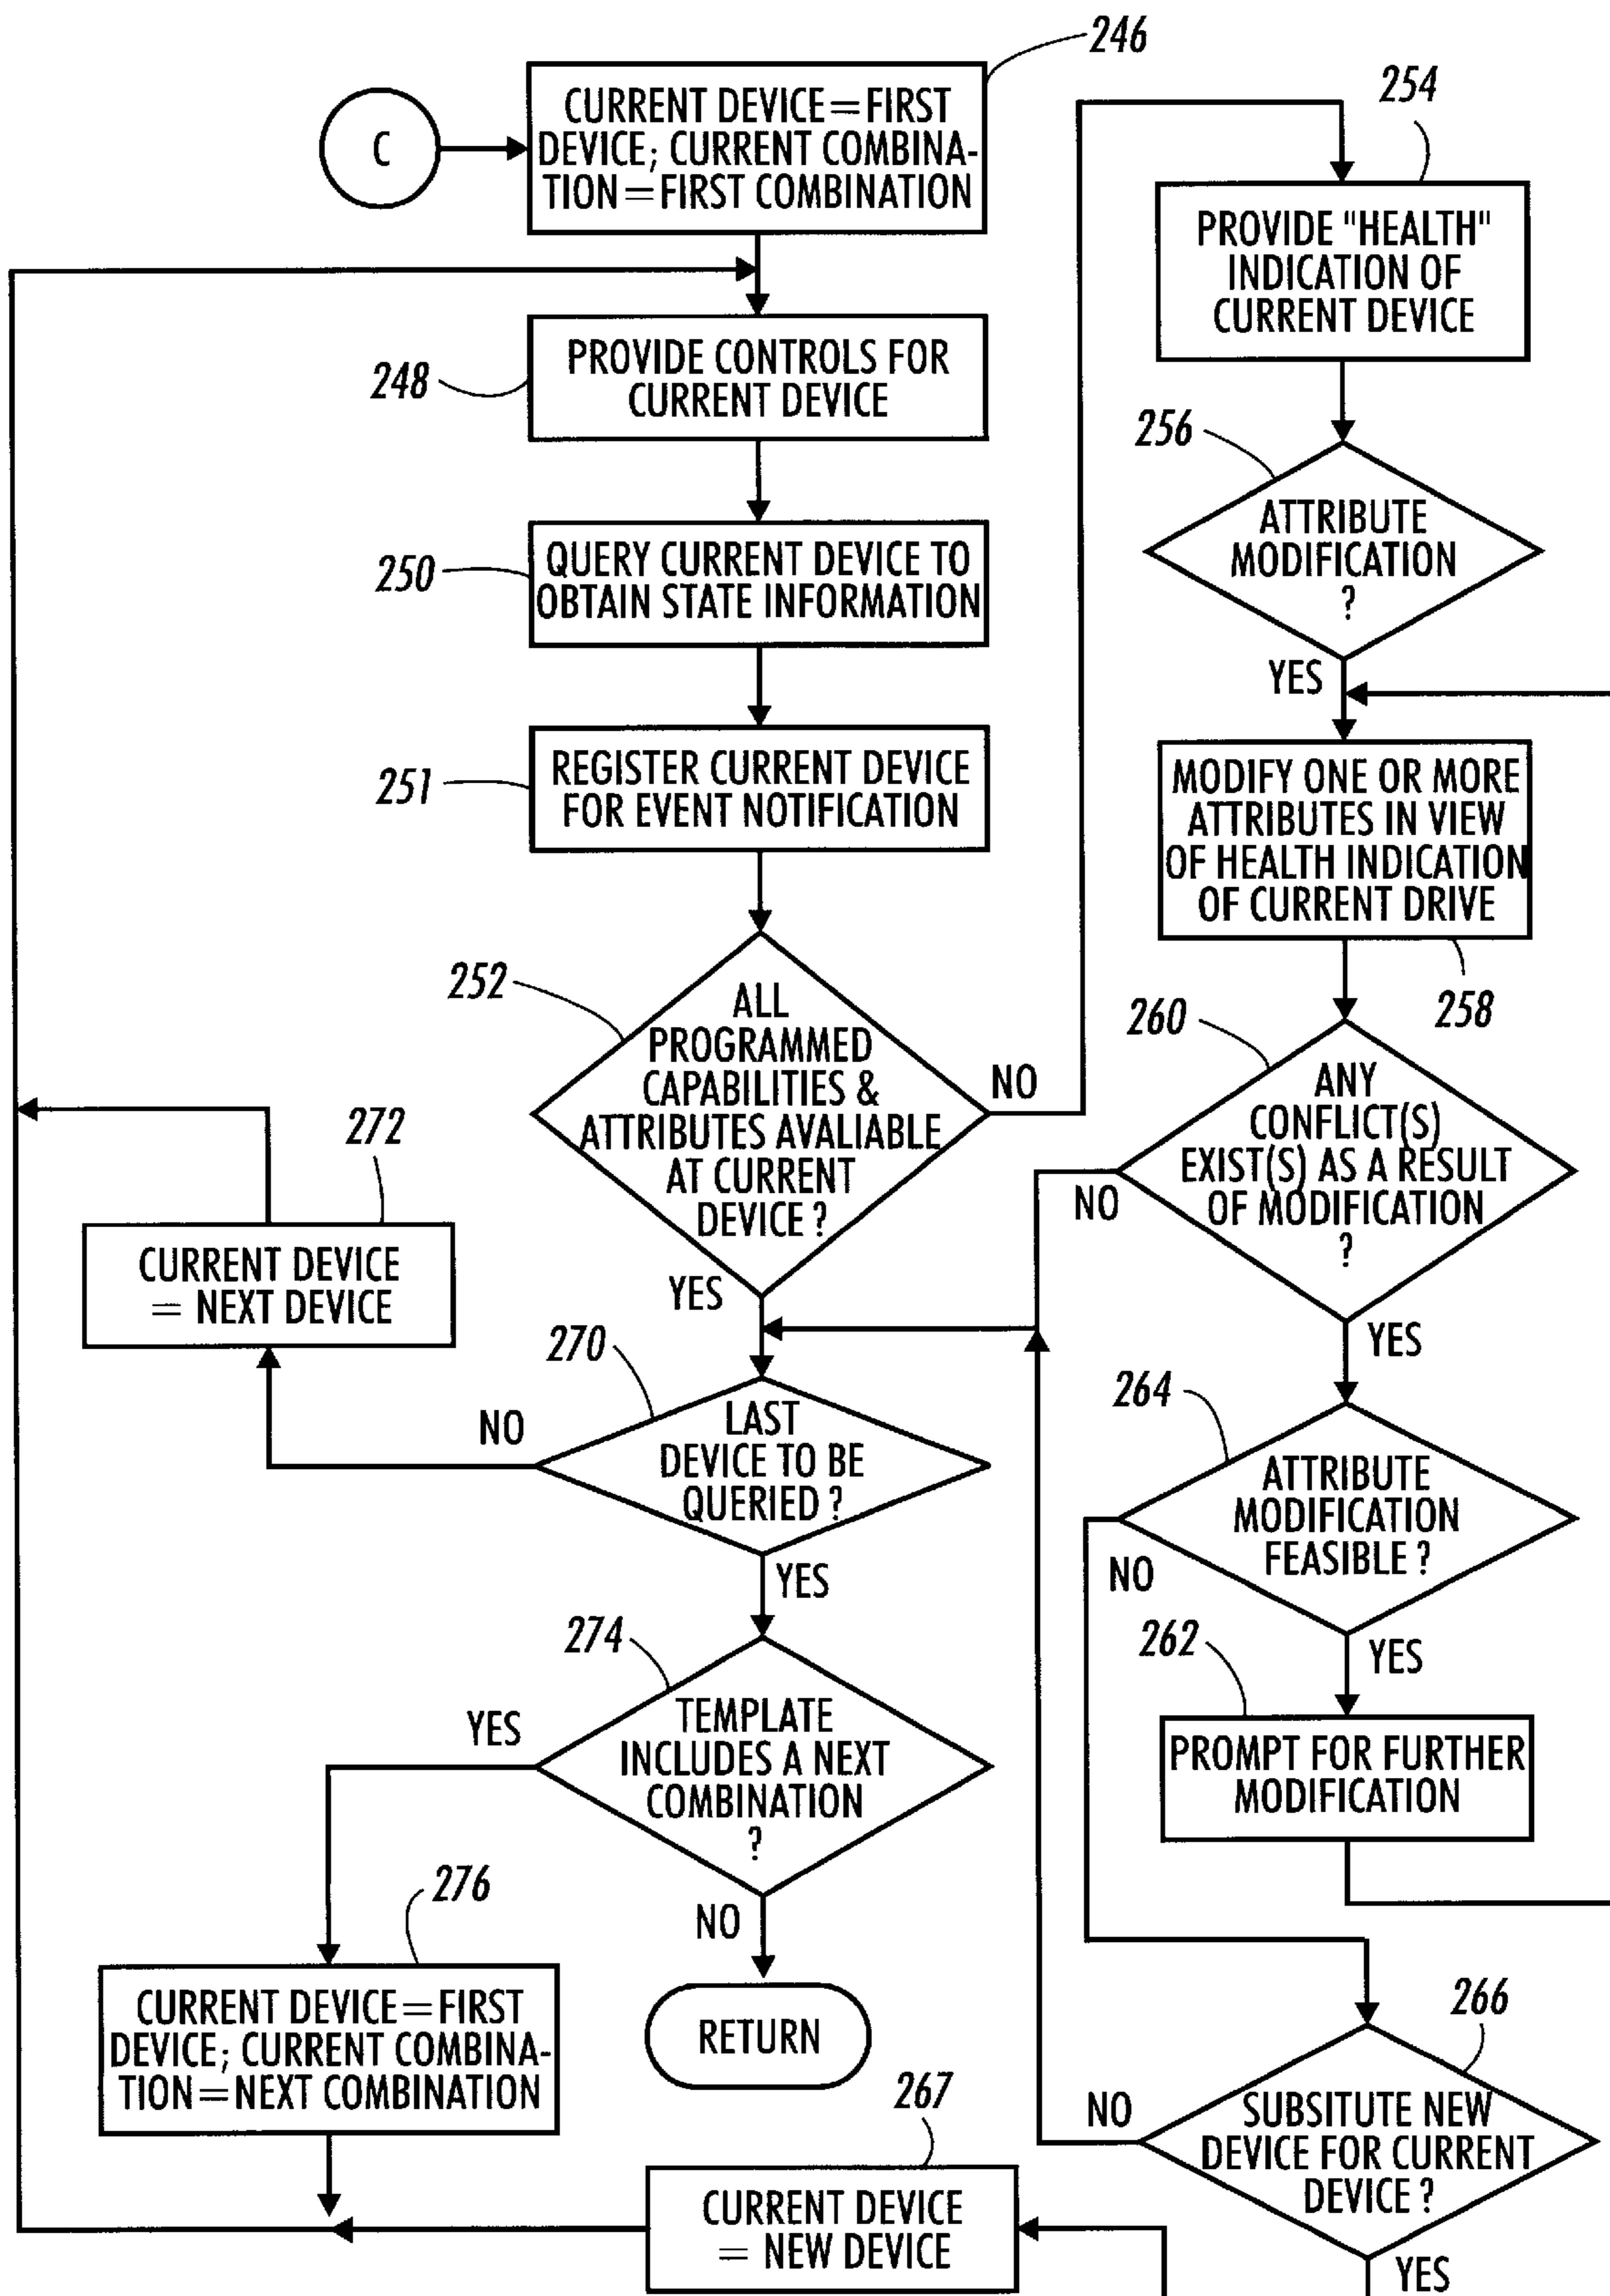 246
C
CURRENT DEVICE=FIRST
DEVICE; CURRENT COMBINA-
TION=FIRST COMBINATION
248
PROVIDE CONTROLS FOR
CURRENT DEVICE
250
QUERY CURRENT DEVICE TO
OBTAIN STATE INFORMATION
251
REGISTER CURRENT DEVICE
FOR EVENT NOTIFICATION
252
ALL
PROGRAMMED
CAPABILITIES &
ATTRIBUTES AVALIABLE
AT CURRENT
DEVICE ?
NO
YES
272
CURRENT DEVICE
= NEXT DEVICE
270
LAST
DEVICE TO BE
QUERIED ?
NO
YES
274
TEMPLATE
INCLUDES A NEXT
COMBINATION
?
YES
NO
276
CURRENT DEVICE=FIRST
DEVICE; CURRENT COMBINA-
TION=NEXT COMBINATION
RETURN
254
PROVIDE "HEALTH"
INDICATION OF
CURRENT DEVICE
256
ATTRIBUTE
MODIFICATION
?
YES
MODIFY ONE OR MORE
ATTRIBUTES IN VIEW
OF HEALTH INDICATION
OF CURRENT DRIVE
258
260
ANY
CONFLICT(S)
EXIST(S) AS A RESULT
OF MODIFICATION
?
NO
YES
264
ATTRIBUTE
MODIFICATION
FEASIBLE ?
NO
YES
262
PROMPT FOR FURTHER
MODIFICATION
266
SUBSITUTE NEW
DEVICE FOR CURRENT
DEVICE ?
NO
YES
267
CURRENT DEVICE
= NEW DEVICE